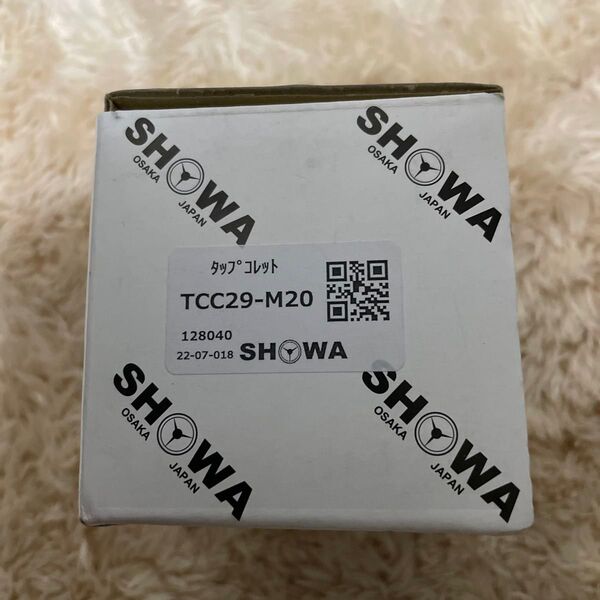 SHOWA
OSAKA JAPAN
SHOWA
OSAKA JAPAN
ﾀｯﾌﾟｺﾚｯﾄ
TCC29-M20
128040
22-07-018 SHOWA
SHOWA
OSAKA JAPAN
SHOWA
OSAKA JAPAN